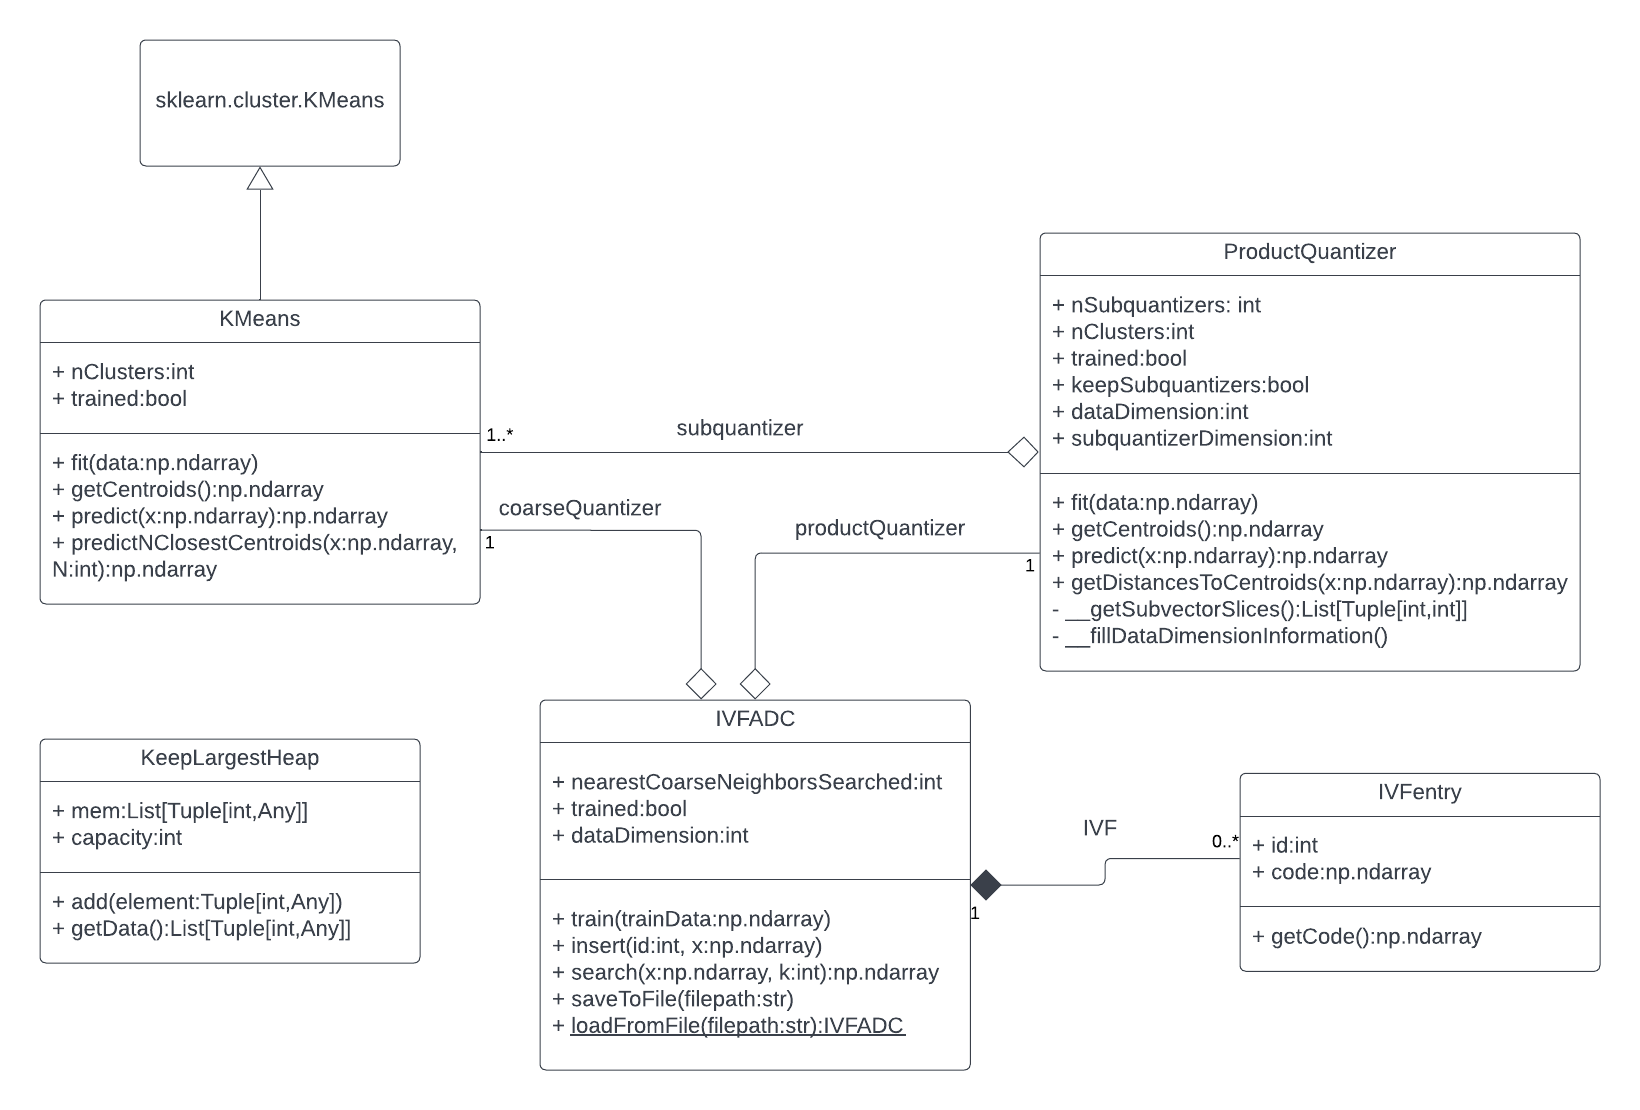 sklearn.cluster.KMeans
KMeans
+ nClusters:int
+ trained:bool
+ fit(data:np.ndarray)
+ getCentroids():np.ndarray
+ predict(x:np.ndarray):np.ndarray
+ predictNClosestCentroids(x:np.ndarray,
N:int):np.ndarray
1..*
subquantizer
coarseQuantizer
1
productQuantizer
1
ProductQuantizer
+ nSubquantizers: int
+ nClusters:int
+ trained:bool
+ keepSubquantizers:bool
+ dataDimension:int
+ subquantizerDimension:int
+ fit(data:np.ndarray)
+ getCentroids():np.ndarray
+ predict(x:np.ndarray):np.ndarray
+ getDistancesToCentroids(x:np.ndarray):np.ndarray
- __getSubvectorSlices():List[Tuple[int,int]]
- __fillDataDimensionInformation()
KeepLargestHeap
+ mem:List[Tuple[int,Any]]
+ capacity:int
+ add(element:Tuple[int,Any])
+ getData():List[Tuple[int,Any]]
IVFADC
+ nearestCoarseNeighborsSearched:int
+ trained:bool
+ dataDimension:int
+ train(trainData:np.ndarray)
+ insert(id:int, x:np.ndarray)
+ search(x:np.ndarray, k:int):np.ndarray
+ saveToFile(filepath:str)
+ loadFromFile(filepath:str):IVFADC
1
IVF
0..*
IVFentry
+ id:int
+ code:np.ndarray
+ getCode():np.ndarray